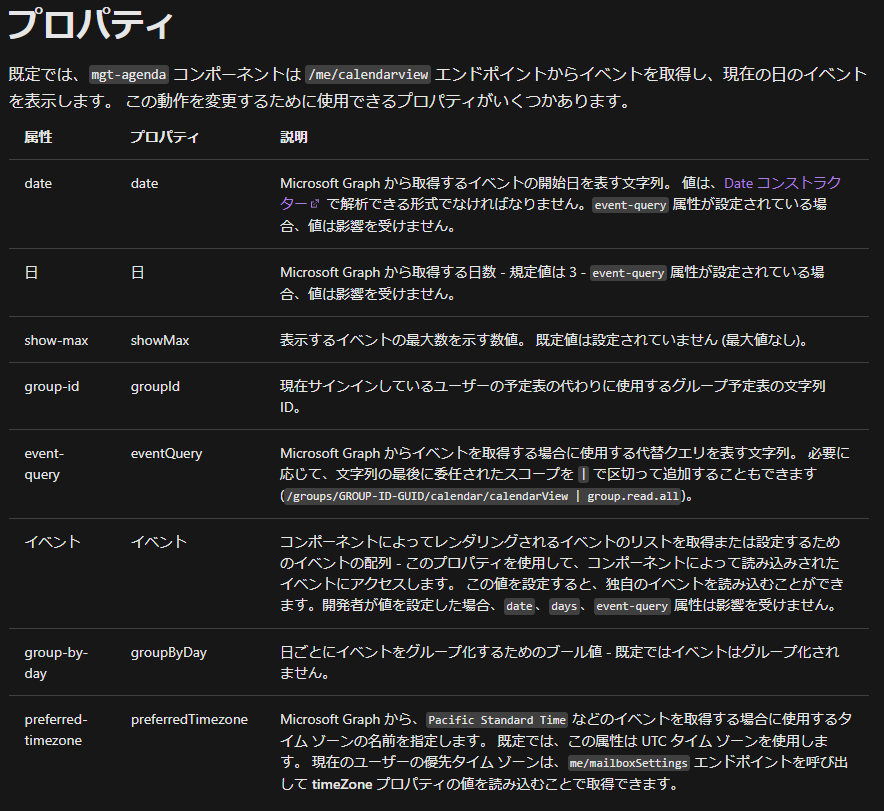 プロパティ
既定では、mgt-agenda コンポーネントは /me/calendarview エンドポイントからイベントを取得し、現在の日のイベント
を表示します。 この動作を変更するために使用できるプロパティがいくつかあります。
属性 プロパティ 説明
date date Microsoft Graph から取得するイベントの開始日を表す文字列。 値は、Date コンストラク
ター で解析できる形式でなければなりません。event-query 属性が設定されている場
合、値は影響を受けません。
日 日 Microsoft Graph から取得する日数 - 規定値は 3 - event-query 属性が設定されている場
合、値は影響を受けません。
show-max showMax 表示するイベントの最大数を示す数値。 既定値は設定されていません (最大値なし)。
group-id groupId 現在サインインしているユーザーの予定表の代わりに使用するグループ予定表の文字列
ID。
event- eventQuery Microsoft Graph からイベントを取得する場合に使用する代替クエリを表す文字列。 必要に
query 応じて、文字列の最後に委任されたスコープを | で区切って追加することもできます
(/groups/GROUP-ID-GUID/calendar/calendarView | group.read.all)。
イベント イベント コンポーネントによってレンダリングされるイベントのリストを取得または設定するため
のイベントの配列 - このプロパティを使用して、コンポーネントによって読み込みされた
イベントにアクセスします。 この値を設定すると、独自のイベントを読み込むことができ
ます。開発者が値を設定した場合、date、days、event-query 属性は影響を受けません。
group-by- groupByDay 日ごとにイベントをグループ化するためのブール値 - 既定ではイベントはグループ化され
day ません。
preferred- preferredTimezone Microsoft Graph から、Pacific Standard Time などのイベントを取得する場合に使用するタ
timezone イム ゾーンの名前を指定します。 既定では、この属性は UTC タイム ゾーンを使用しま
す。 現在のユーザーの優先タイム ゾーンは、me/mailboxSettings エンドポイントを呼び出
して timeZone プロパティの値を読み込むことで取得できます。